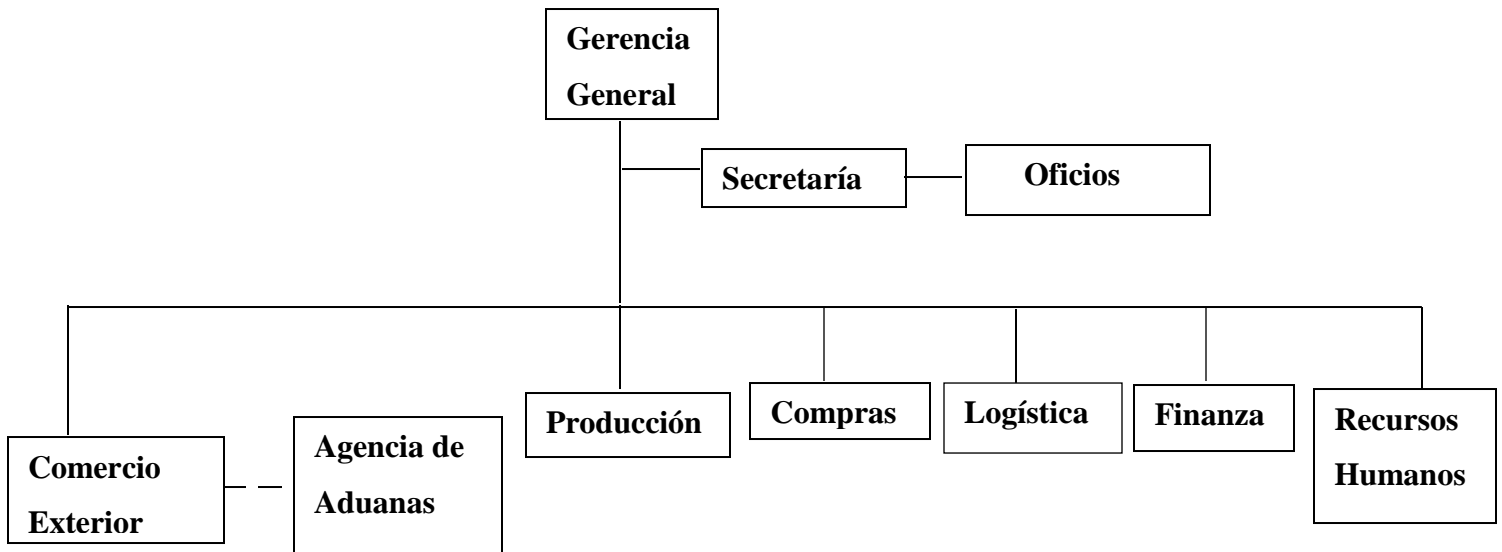 Gerencia
General
Secretaría
Oficios
Comercio
Exterior
Agencia de
Aduanas
Producción
Compras
Logística
Finanza
Recursos
Humanos